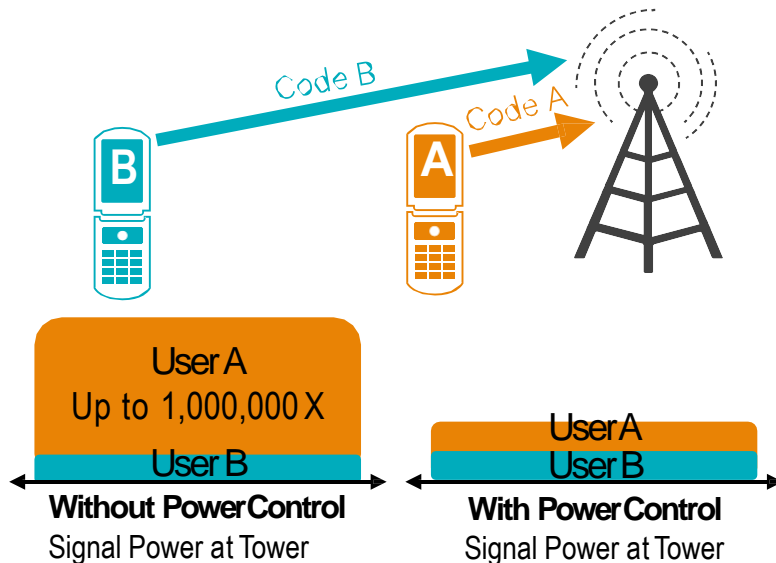 Code B
Code A
B
A
User A
Up to 1,000,000 X
User B
User A
User B
Without Power Control
Signal Power at Tower
With Power Control
Signal Power at Tower